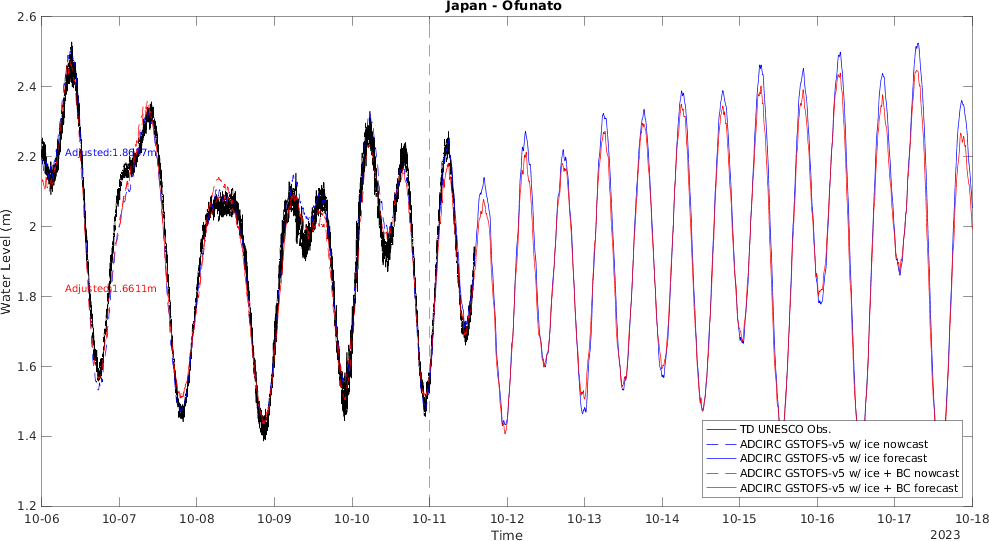 Japan - Ofunato
2.6
2.4
2.2
2
1.8
1.6
1.4
1.2
Water Level (m)
Adjusted:1.6611m
TD UNESCO Obs.
ADCIRC GSTOFS-v5 w/ ice nowcast
ADCIRC GSTOFS-v5 w/ ice forecast
ADCIRC GSTOFS-v5 w/ ice + BC nowcast
ADCIRC GSTOFS-v5 w/ ice + BC forecast
10-06 10-07 10-08 10-09 10-10 10-11 10-12 10-13 10-14 10-15 10-16 10-17 10-18
Time
2023